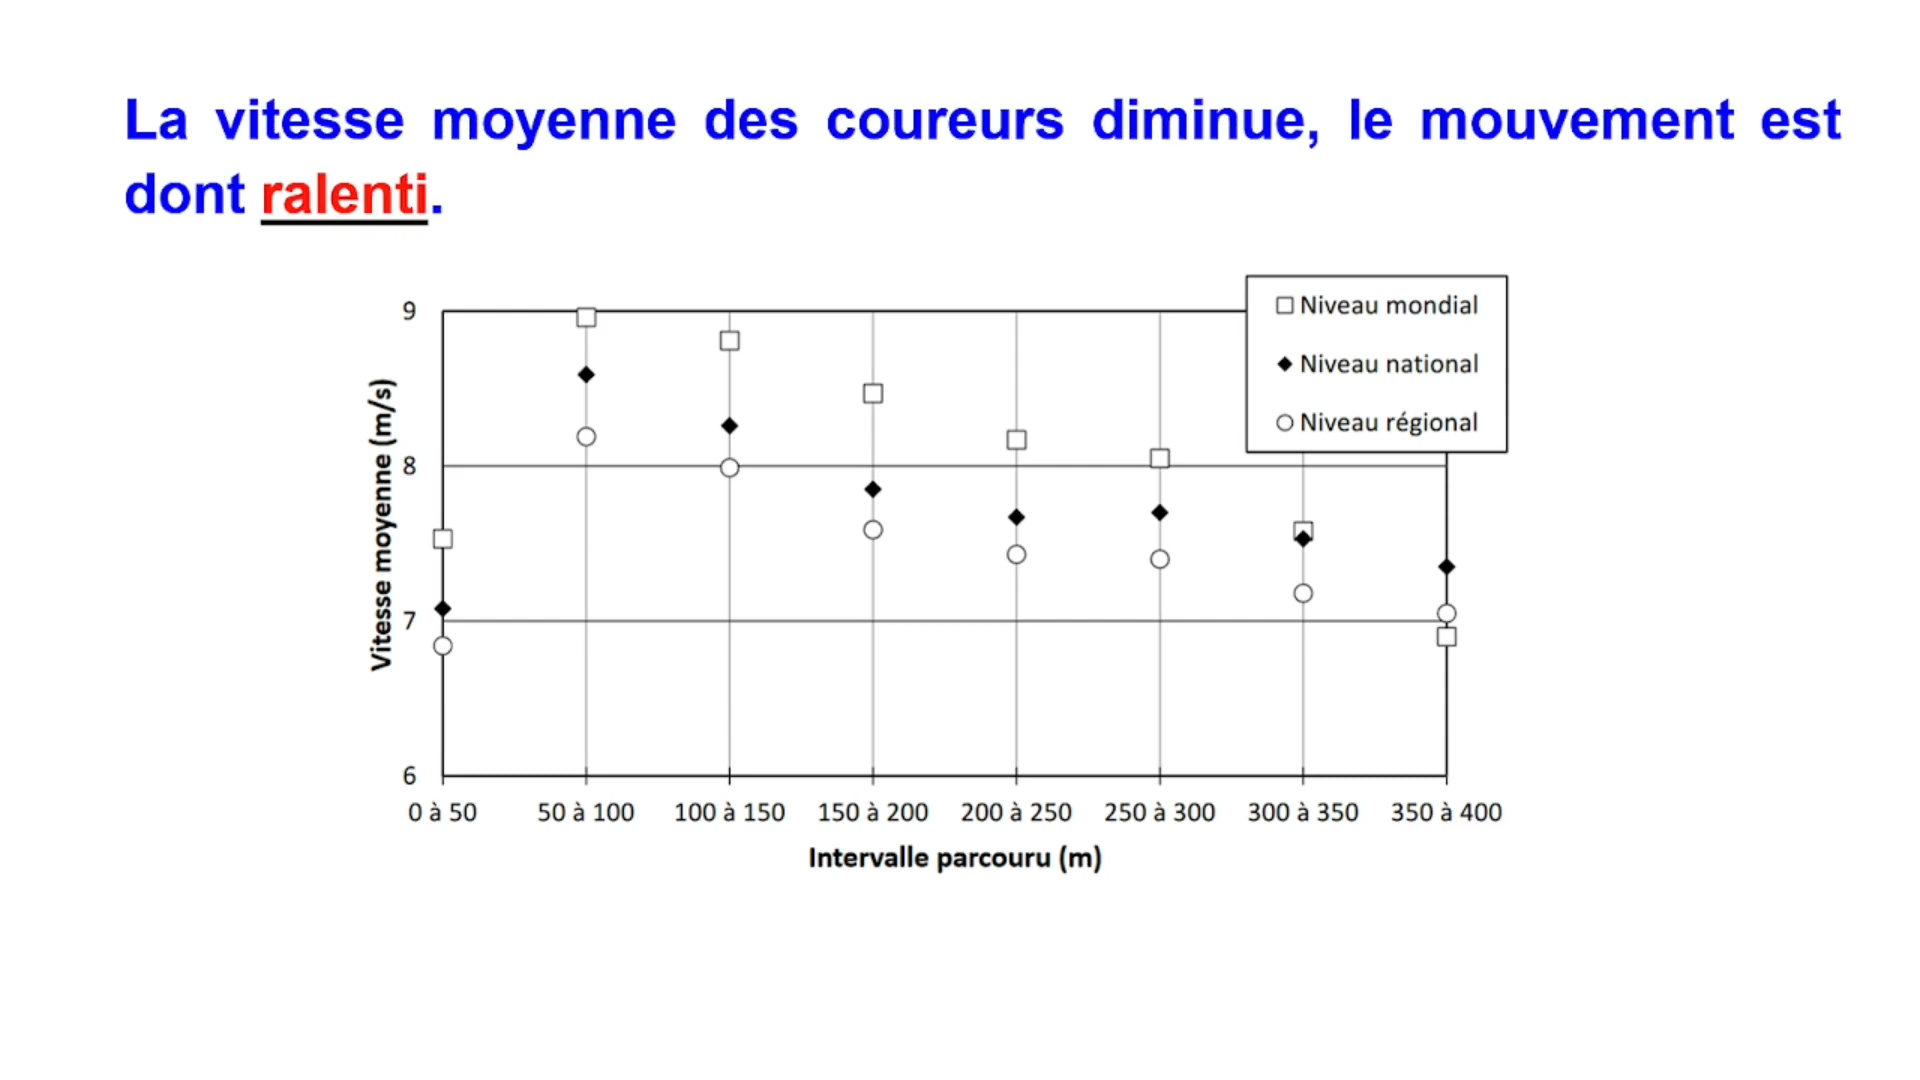 La vitesse moyenne des coureurs diminue, le mouvement est
dont ralenti.
Niveau mondial
Niveau national
Niveau régional
Vitesse moyenne (m/s)
9
8
7
6
0 à 50 50 à 100 100 à 150 150 à 200 200 à 250 250 à 300 300 à 350 350 à 400
Intervalle parcouru (m)